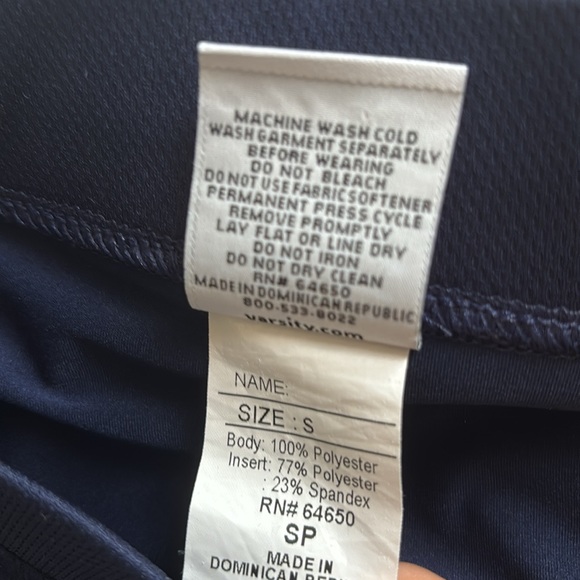 MACHINE WASH COLD
WASH GARMENT SEPARATELY
BEFORE WEARING
DO NOT BLEACH
DO NOT USE FABRIC SOFTENER
PERMANENT PRESS CYCLE
REMOVE PROMPTLY
LAY FLAT OR LINE DRY
DO NOT IRON
DO NOT DRY CLEAN
RN# 64650
MADE IN DOMINICAN REPUBLIC
800-533-8022
varsity.com
NAME:
SIZE : S
Body: 100% Polyester
Insert: 77% Polyester
: 23% Spandex
RN# 64650
SP
MADE IN
DOMINICAN